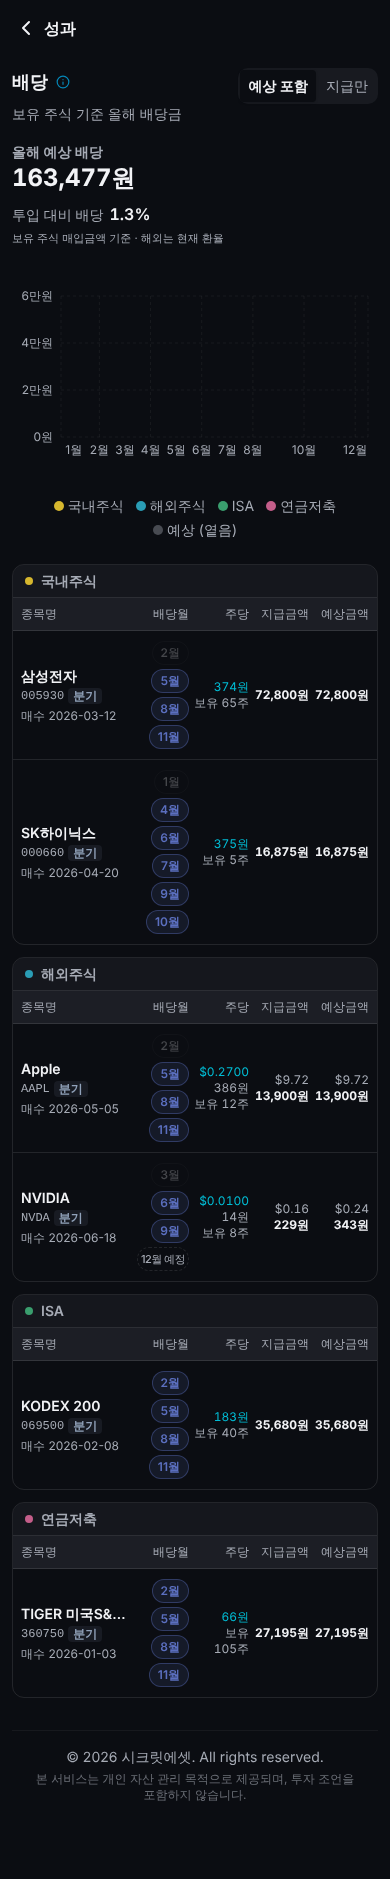 성과
배당
예상 포함 지급만
보유 주식 기준 올해 배당금
올해 예상 배당
163,477원
투입 대비 배당 1.3%
보유 주식 매입금액 기준 · 해외는 현재 환율
6만원
4만원
2만원
0원
1월 2월 3월 4월 5월 6월 7월 8월 10월 12월
국내주식 해외주식 ISA 연금저축
예상 (옅음)
국내주식
종목명 배당월 주당 지급금액 예상금액
삼성전자
005930 분기
매수 2026-03-12
2월
5월
8월
11월
374원
보유 65주
72,800원 72,800원
SK하이닉스
000660 분기
매수 2026-04-20
1월
4월
6월
7월
9월
10월
375원
보유 5주
16,875원 16,875원
해외주식
종목명 배당월 주당 지급금액 예상금액
Apple
AAPL 분기
매수 2026-05-05
2월
5월
8월
11월
$0.2700
386원
보유 12주
$9.72 $9.72
13,900원 13,900원
NVIDIA
NVDA 분기
매수 2026-06-18
3월
6월
9월
12월 예정
$0.0100
14원
보유 8주
$0.16 $0.24
229원 343원
ISA
종목명 배당월 주당 지급금액 예상금액
KODEX 200
069500 분기
매수 2026-02-08
2월
5월
8월
11월
183원
보유 40주
35,680원 35,680원
연금저축
종목명 배당월 주당 지급금액 예상금액
TIGER 미국S&...
360750 분기
매수 2026-01-03
2월
5월
8월
11월
66원
보유
105주
27,195원 27,195원
© 2026 시크릿에셋. All rights reserved.
본 서비스는 개인 자산 관리 목적으로 제공되며, 투자 조언을
포함하지 않습니다.